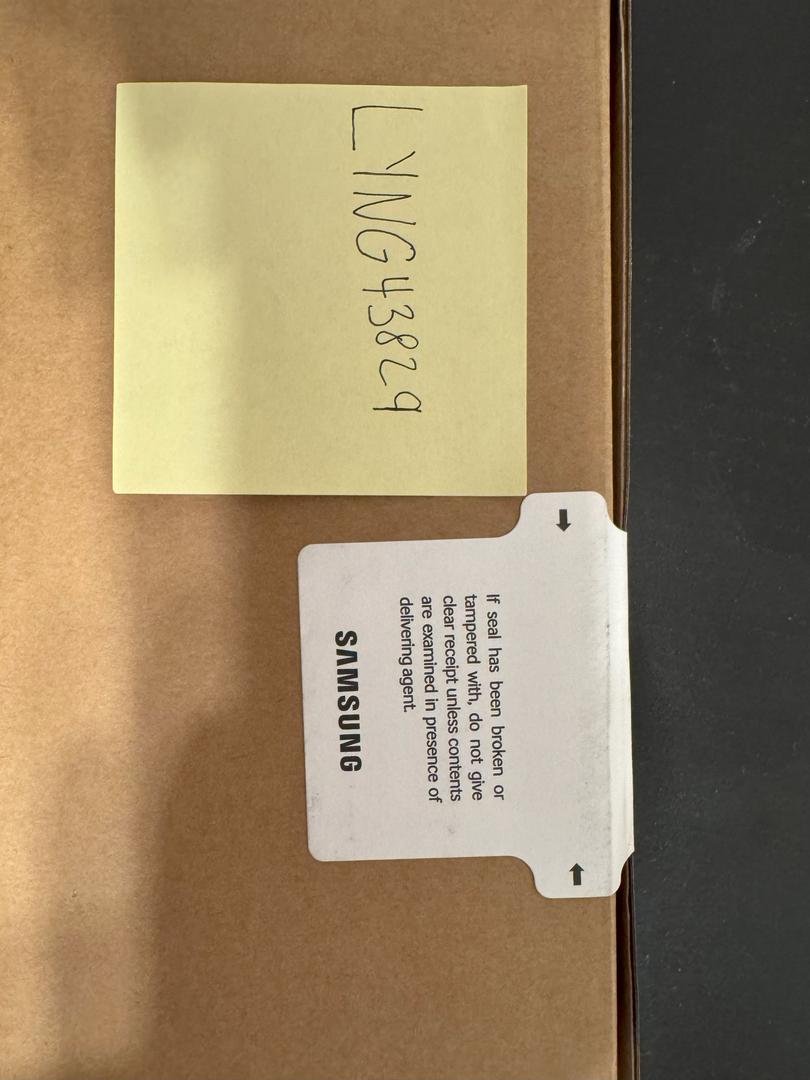 LYNG43829
If seal has been broken or
tampered with, do not give
clear receipt unless contents
are examined in presence of
delivering agent.
SAMSUNG